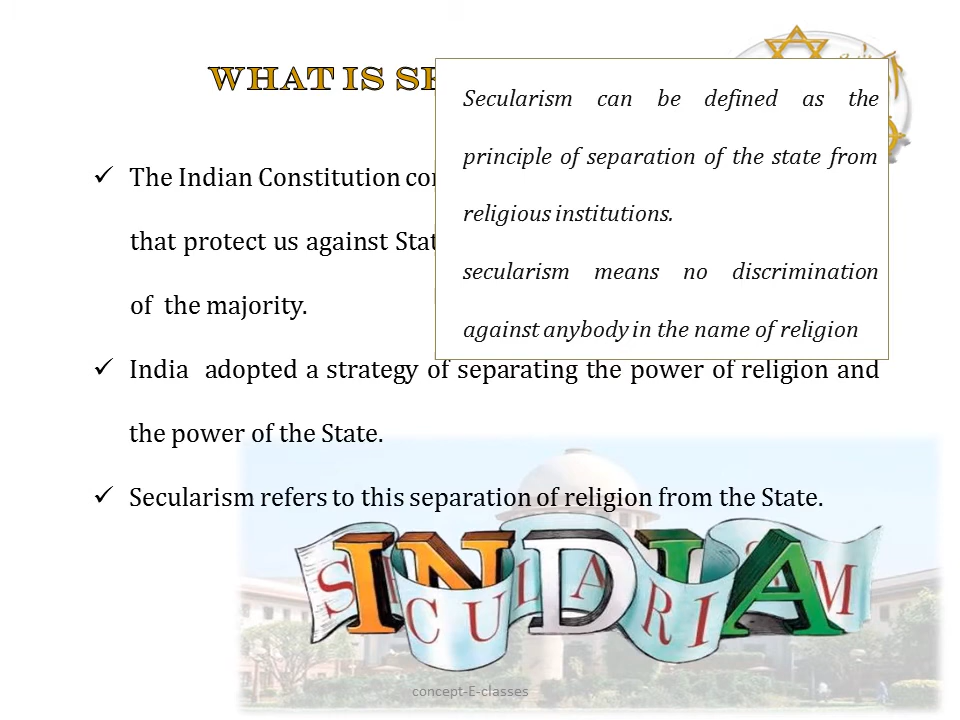 WHAT IS
Secularism can be defined as the
principle of separation of the state from
religious institutions.
secularism means no discrimination
against anybody in the name of religion
The Indian Constitution
that protect us against
of the majority.
India adopted a strategy of separating the power of religion and
the power of the State.
Secularism refers to this separation of religion from the State.
INDIA
SECULARISM
concept-E-classes